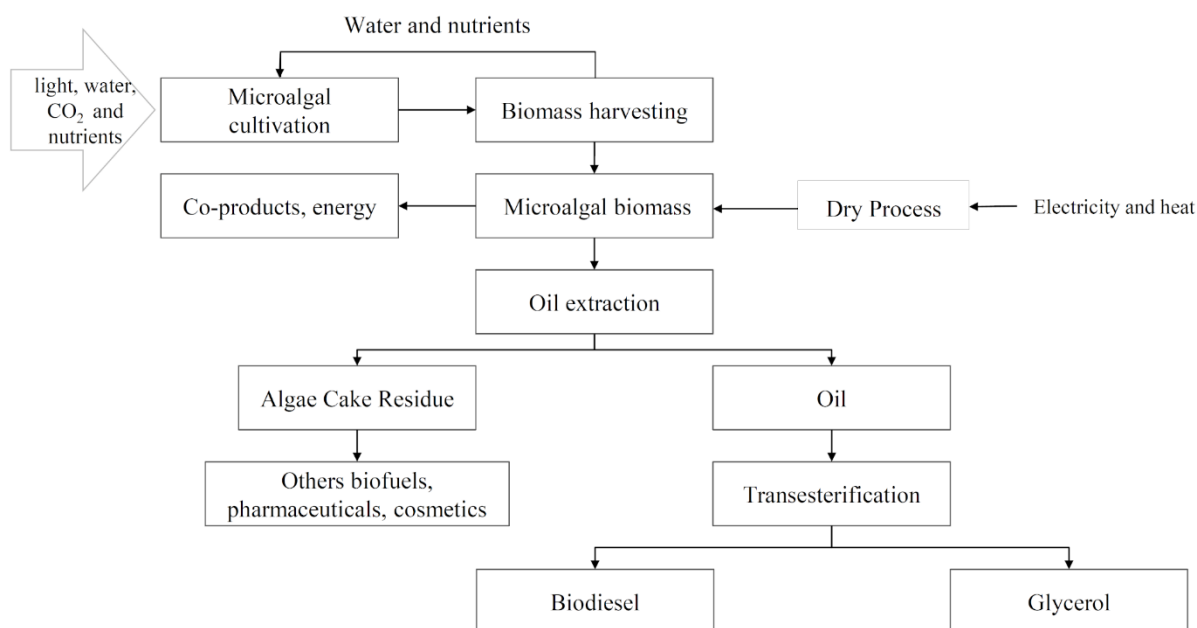 Water and nutrients
light, water,
CO₂ and
nutrients
Microalgal
cultivation
Biomass harvesting
Co-products, energy
Microalgal biomass
Dry Process
Electricity and heat
Oil extraction
Algae Cake Residue
Oil
Others biofuels,
pharmaceuticals, cosmetics
Transesterification
Biodiesel
Glycerol